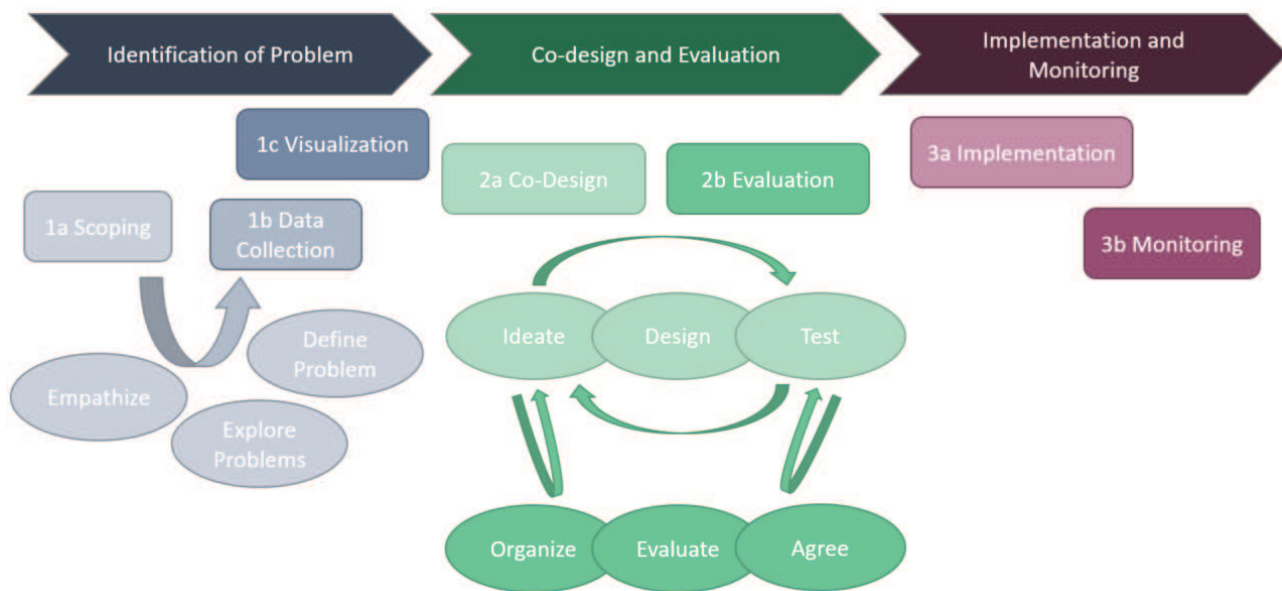 Identification of Problem
Co-design and Evaluation
Implementation and
Monitoring
1c Visualization
1a Scoping
1b Data
Collection
Define
Problem
Empathize
Explore
Problems
2a Co-Design
2b Evaluation
Ideate
Design
Test
Organize
Evaluate
Agree
3a Implementation
3b Monitoring